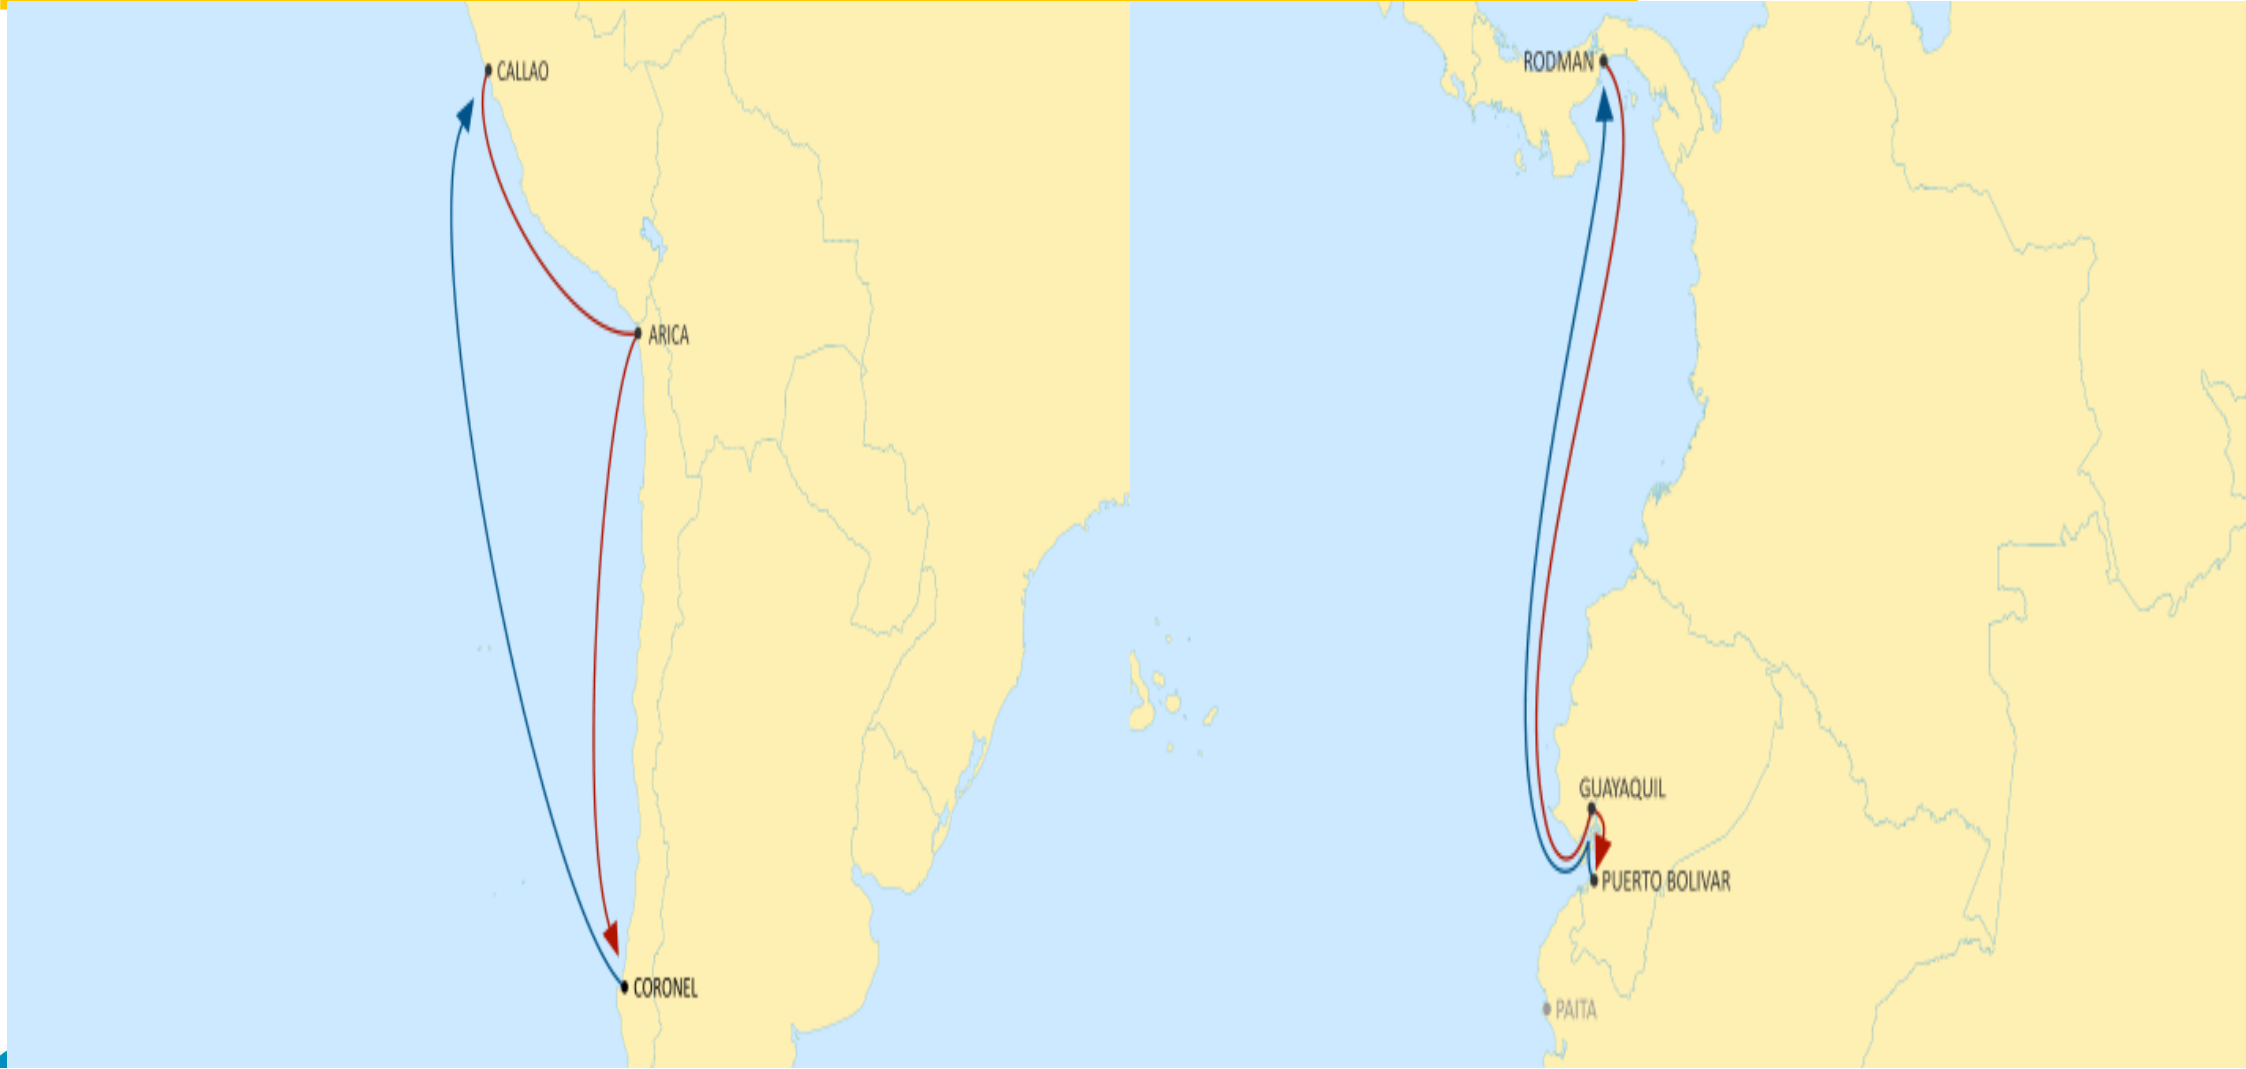 CALLAO
ARICA
CORONEL
RODMAN
GUAYAQUIL
PUERTO BOLIVAR
PAITA